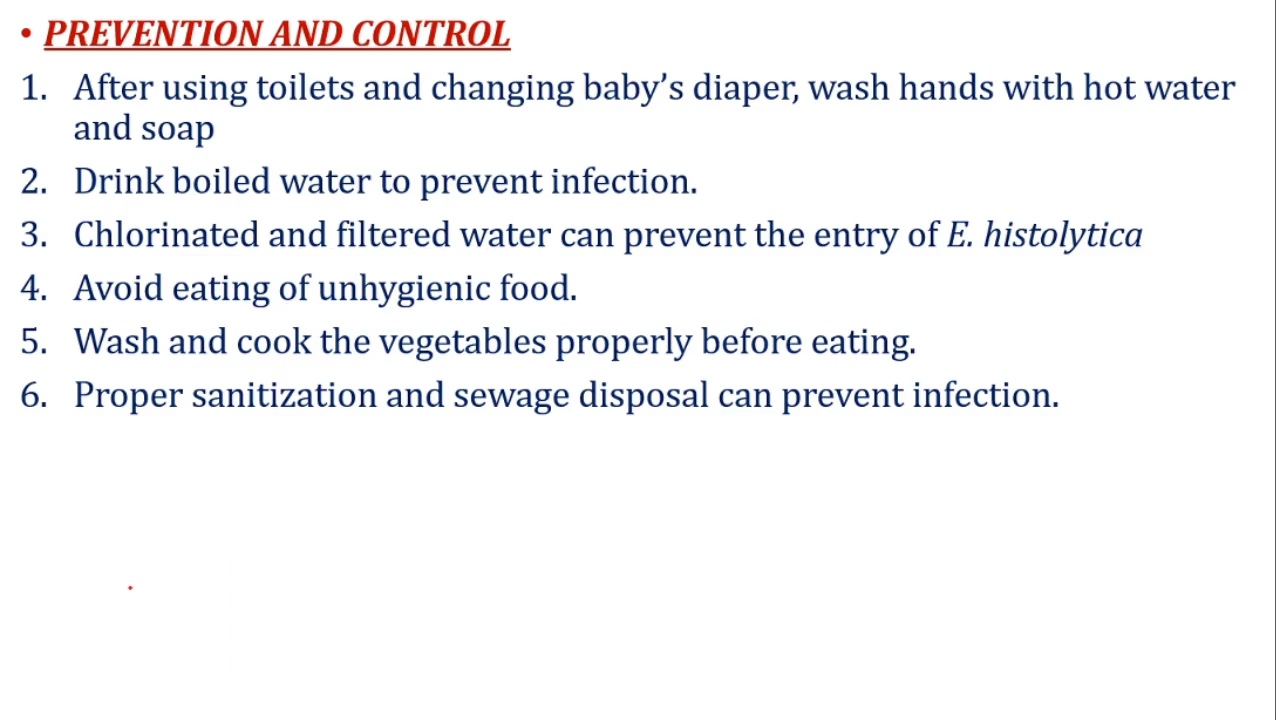 • PREVENTION AND CONTROL
1. After using toilets and changing baby’s diaper, wash hands with hot water
and soap
2. Drink boiled water to prevent infection.
3. Chlorinated and filtered water can prevent the entry of E. histolytica
4. Avoid eating of unhygienic food.
5. Wash and cook the vegetables properly before eating.
6. Proper sanitization and sewage disposal can prevent infection.